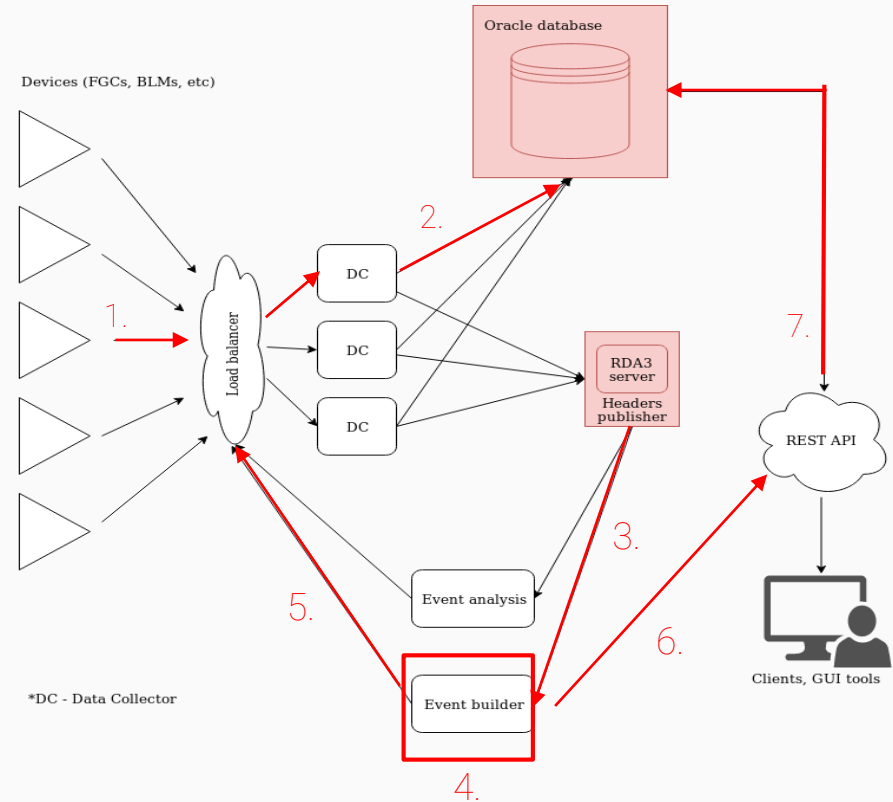 Oracle database
Devices (FGCs, BLMs, etc)
2.
DC
1.
Load balancer
7.
DC
RDA3
server
Headers
publisher
DC
REST API
3.
5.
Event analysis
6.
Clients, GUI tools
*DC - Data Collector
Event builder
4.